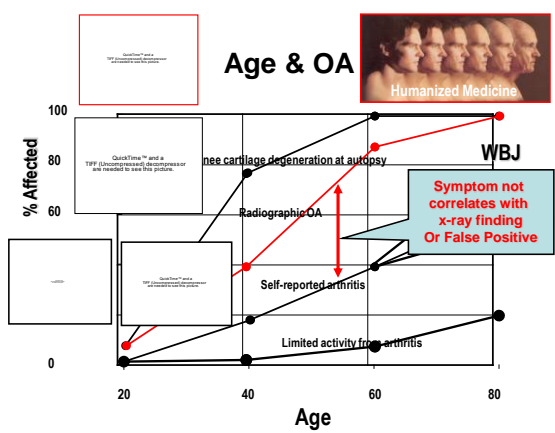 QuickTime™ and a
TIFF (Uncompressed) decompressor
are needed to see this picture.
Age & OA
Humanized Medicine
100
QuickTime™ and a
TIFF (Uncompressed) decompressor
are needed to see this picture.
nee cartilage degeneration at autopsy
WBJ
80
% Affected
Symptom not
correlates with
x-ray finding
Or False Positive
60
Radiographic OA
QuickTime™ and a
TIFF (Uncompressed) decompressor
are needed to see this picture.
Self-reported arthritis
Limited activity from arthritis
0
20
40
60
80
Age